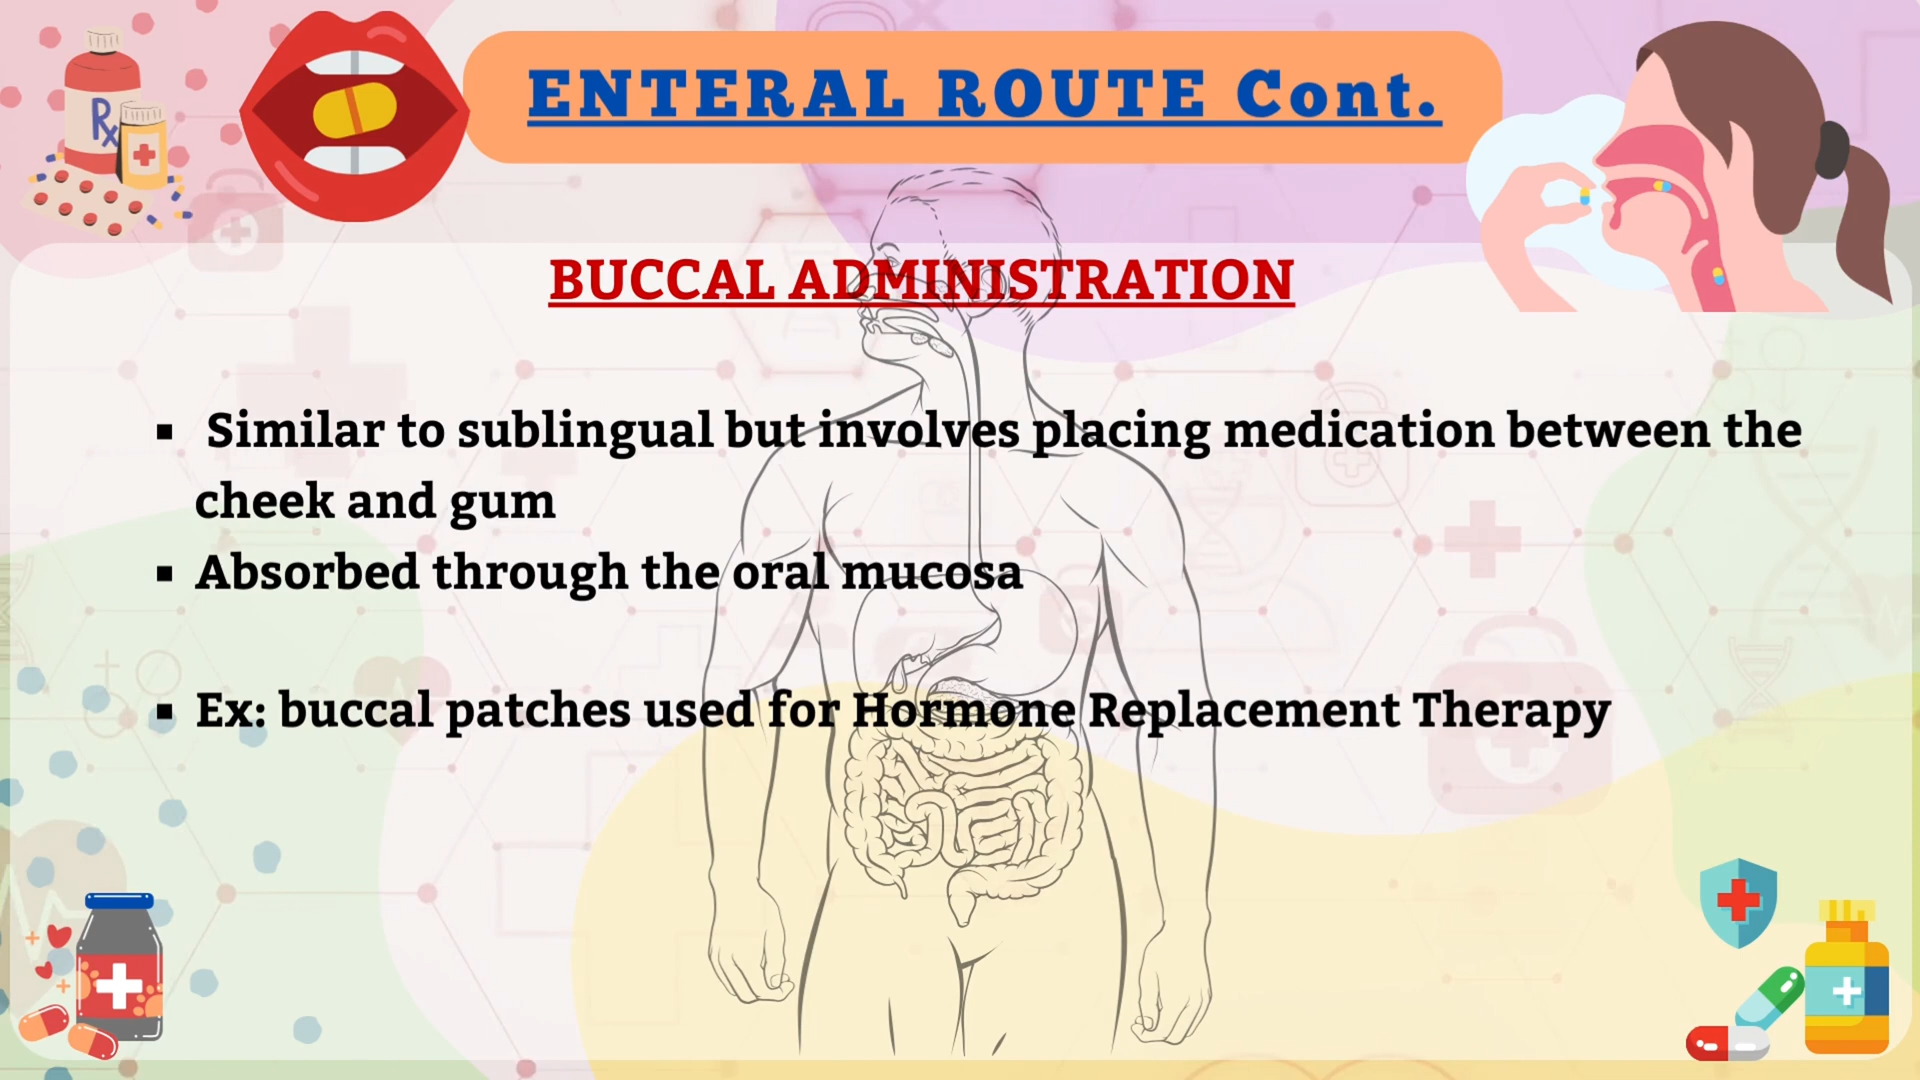 ENTERAL ROUTE Cont.
BUCCAL ADMINISTRATION
▪ Similar to sublingual but involves placing medication between the
cheek and gum
▪ Absorbed through the oral mucosa
▪ Ex: buccal patches used for Hormone Replacement Therapy
Rx